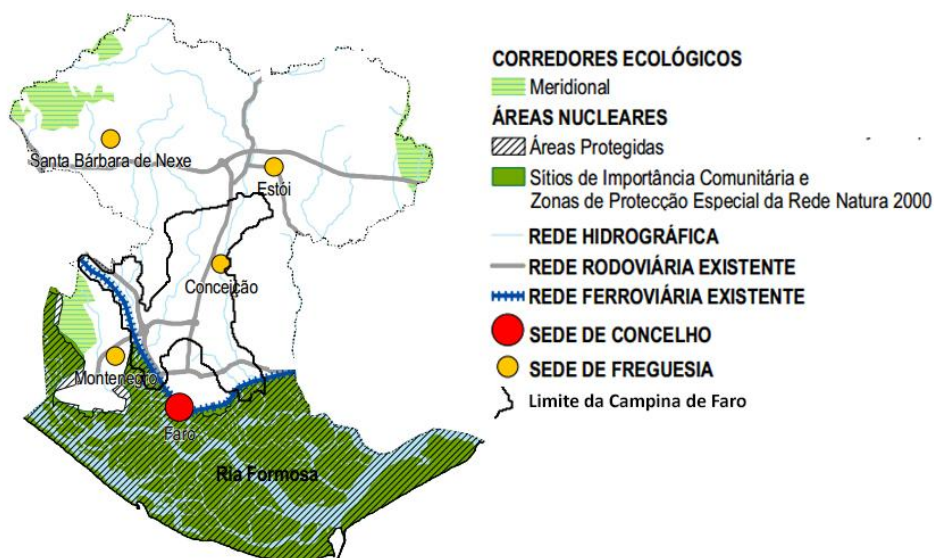 Santa Bárbara de Nexe
Estói
Conceição
Montenegro
Faro
Ria Formosa
CORREDORES ECOLÓGICOS
Meridional
ÁREAS NUCLEARES
Áreas Protegidas
Sítios de Importância Comunitária e
Zonas de Protecção Especial da Rede Natura 2000
REDE HIDROGRÁFICA
REDE RODOVIÁRIA EXISTENTE
REDE FERROVIÁRIA EXISTENTE
SEDE DE CONCELHO
SEDE DE FREGUESIA
Limite da Campina de Faro